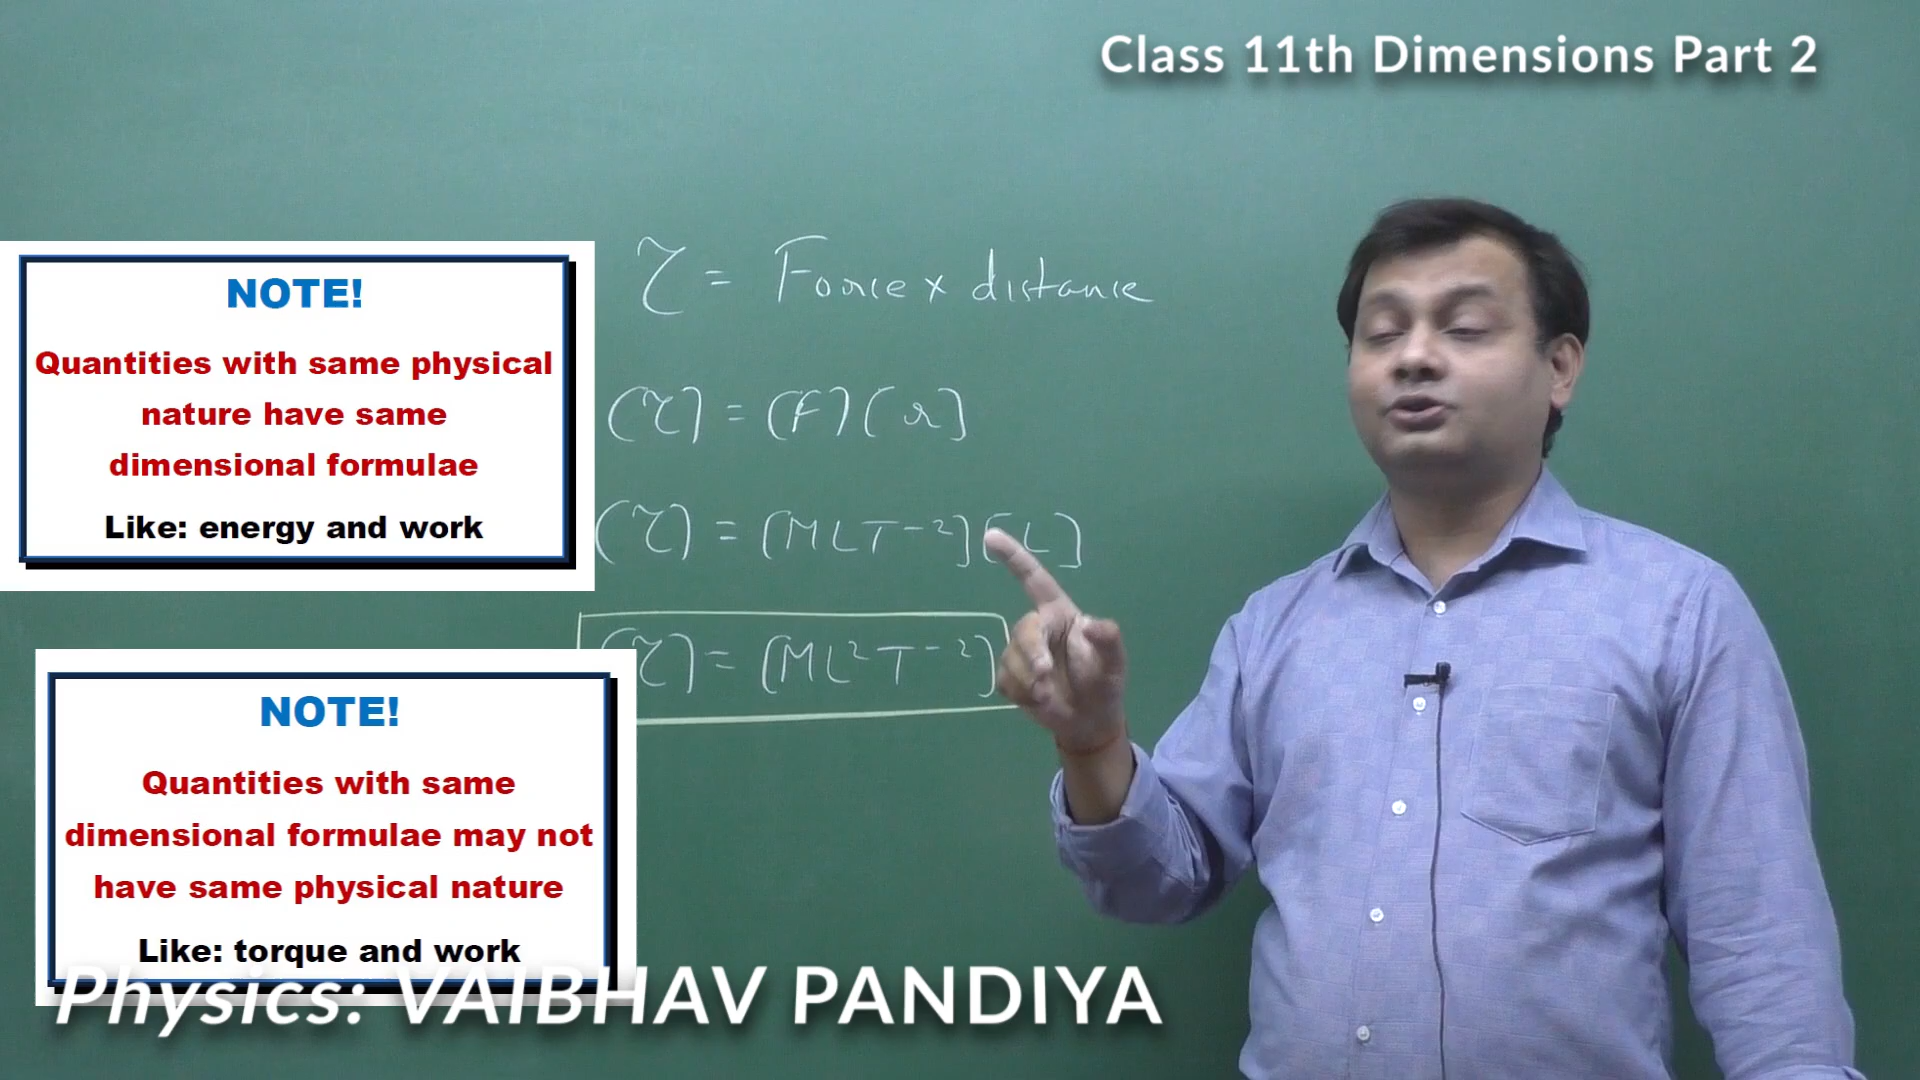 Class 11th Dimensions Part 2
NOTE!
Quantities with same physical
nature have same
dimensional formulae
Like: energy and work
τ = Force x distance
[τ] = [F] [r]
[τ] = [MLT⁻²] [L]
[τ] = [ML²T⁻²]
NOTE!
Quantities with same
dimensional formulae may not
have same physical nature
Like: torque and work
Physics: VAIBHAV PANDIYA